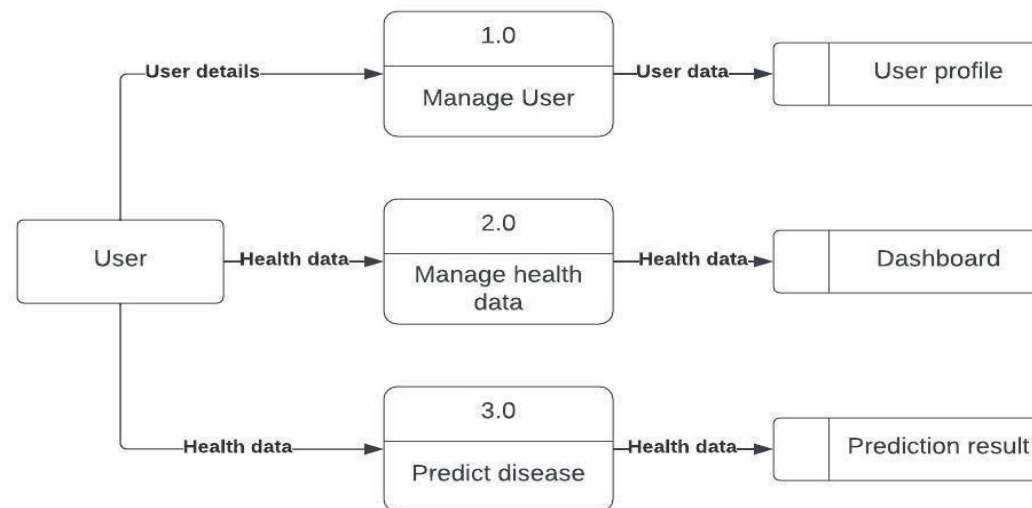 1.0
User details
Manage User
User data
User profile
User
Health data
2.0
Manage health
data
Health data
Dashboard
Health data
3.0
Predict disease
Health data
Prediction result